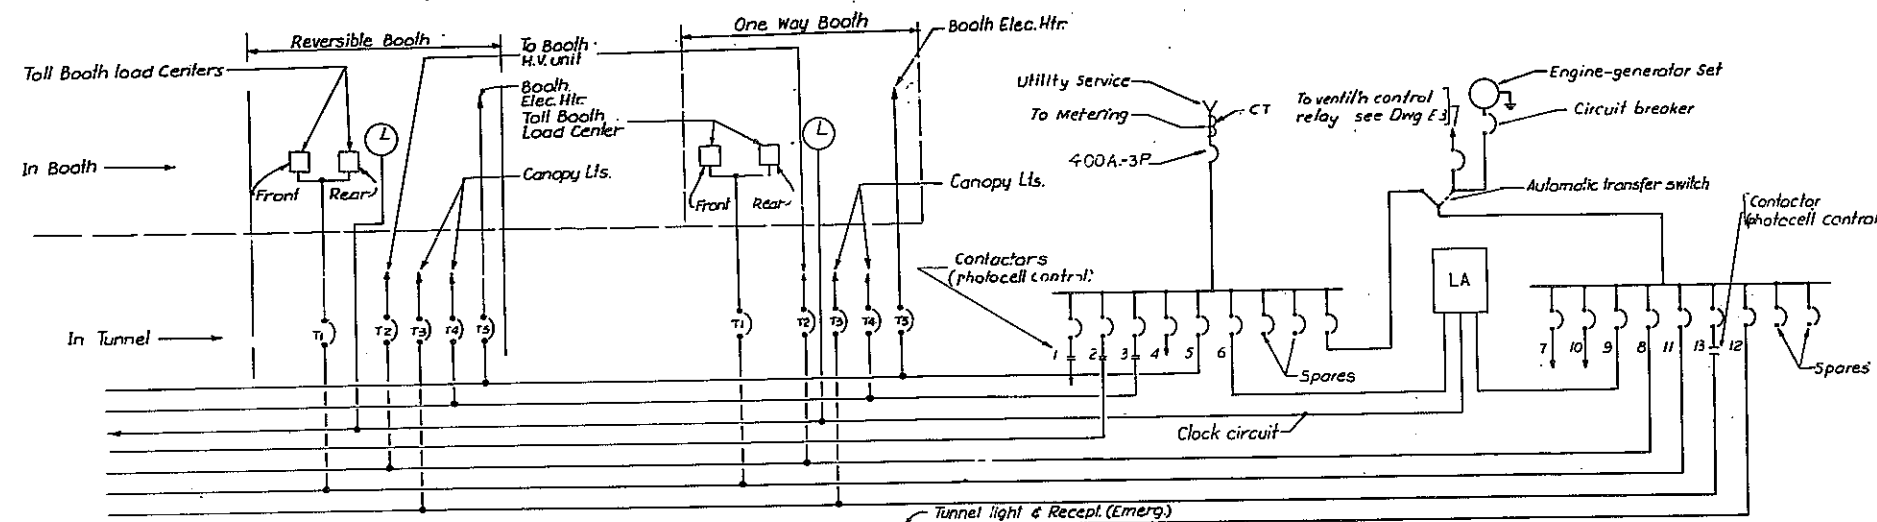 Reversible Booth
One Way Booth
Booth Elec. Htr.
To Booth
H.V. unit
Toll Booth load Centers
Booth
Elec. Htr.
Toll Booth
Load Center
L
L
In Booth
Front
Rear
Canopy Lts.
Front
Rear
Canopy Lts.
Utility Service
To Metering
CT
400A.-3P
To ventil'n control
relay see Dwg E3
Engine-generator Set
Circuit breaker
Automatic transfer switch
Contactor
(photocell control
Contactors
(photocell control)
LA
In Tunnel
T1
T2
T3
T4
T5
T1
T2
T3
T4
T5
1
2
3
4
5
6
Spares
7
10
9
8
11
13
12
Spares
Clock circuit
Tunnel light & Recept. (Emerg.)